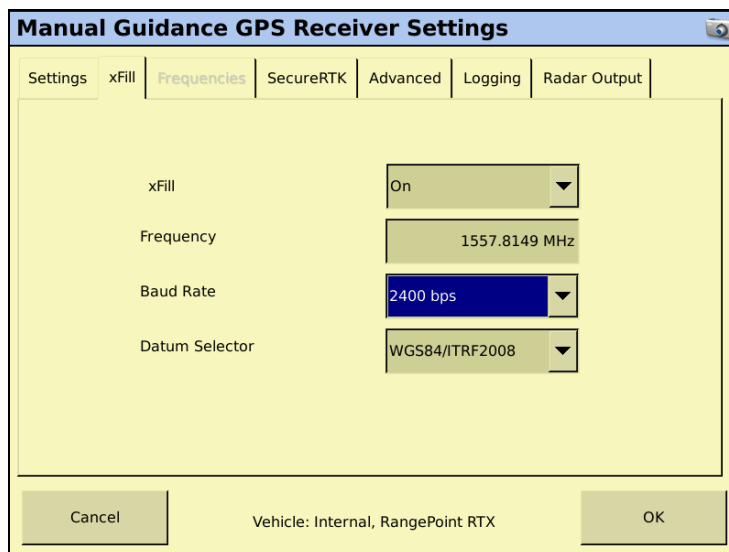 Manual Guidance GPS Receiver Settings
Settings xFill Frequencies SecureRTK Advanced Logging Radar Output
xFill On
Frequency 1557.8149 MHz
Baud Rate 2400 bps
Datum Selector WGS84/ITRF2008
Cancel Vehicle: Internal, RangePoint RTX OK